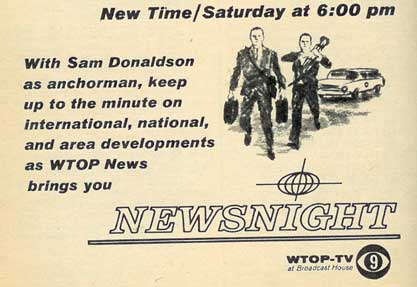 New Time/Saturday at 6:00 pm
With Sam Donaldson
as anchorman, keep
up to the minute on
international, national,
and area developments
as WTOP News
brings you
NEWSNIGHT
WTOP-TV
at Broadcast House
9